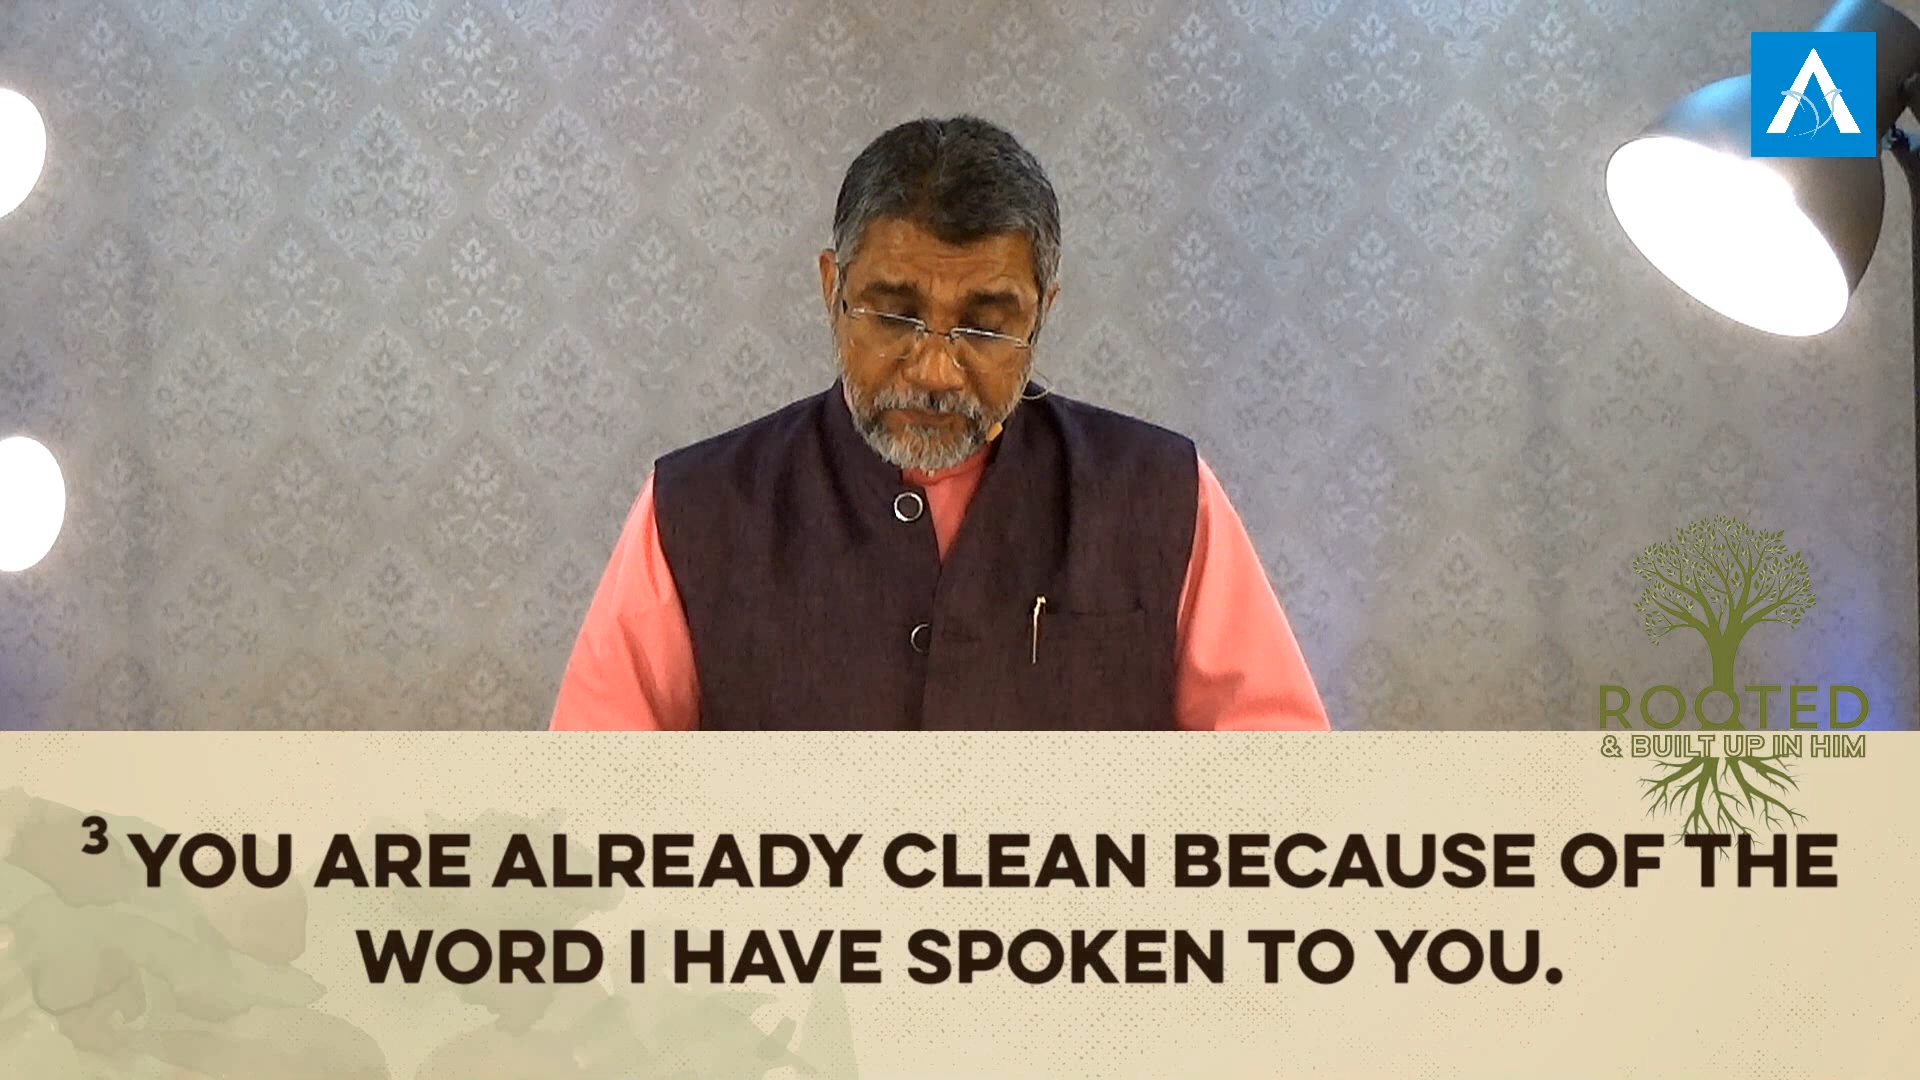 ROOTED
& BUILT UP IN HIM
3 YOU ARE ALREADY CLEAN BECAUSE OF THE
WORD I HAVE SPOKEN TO YOU.